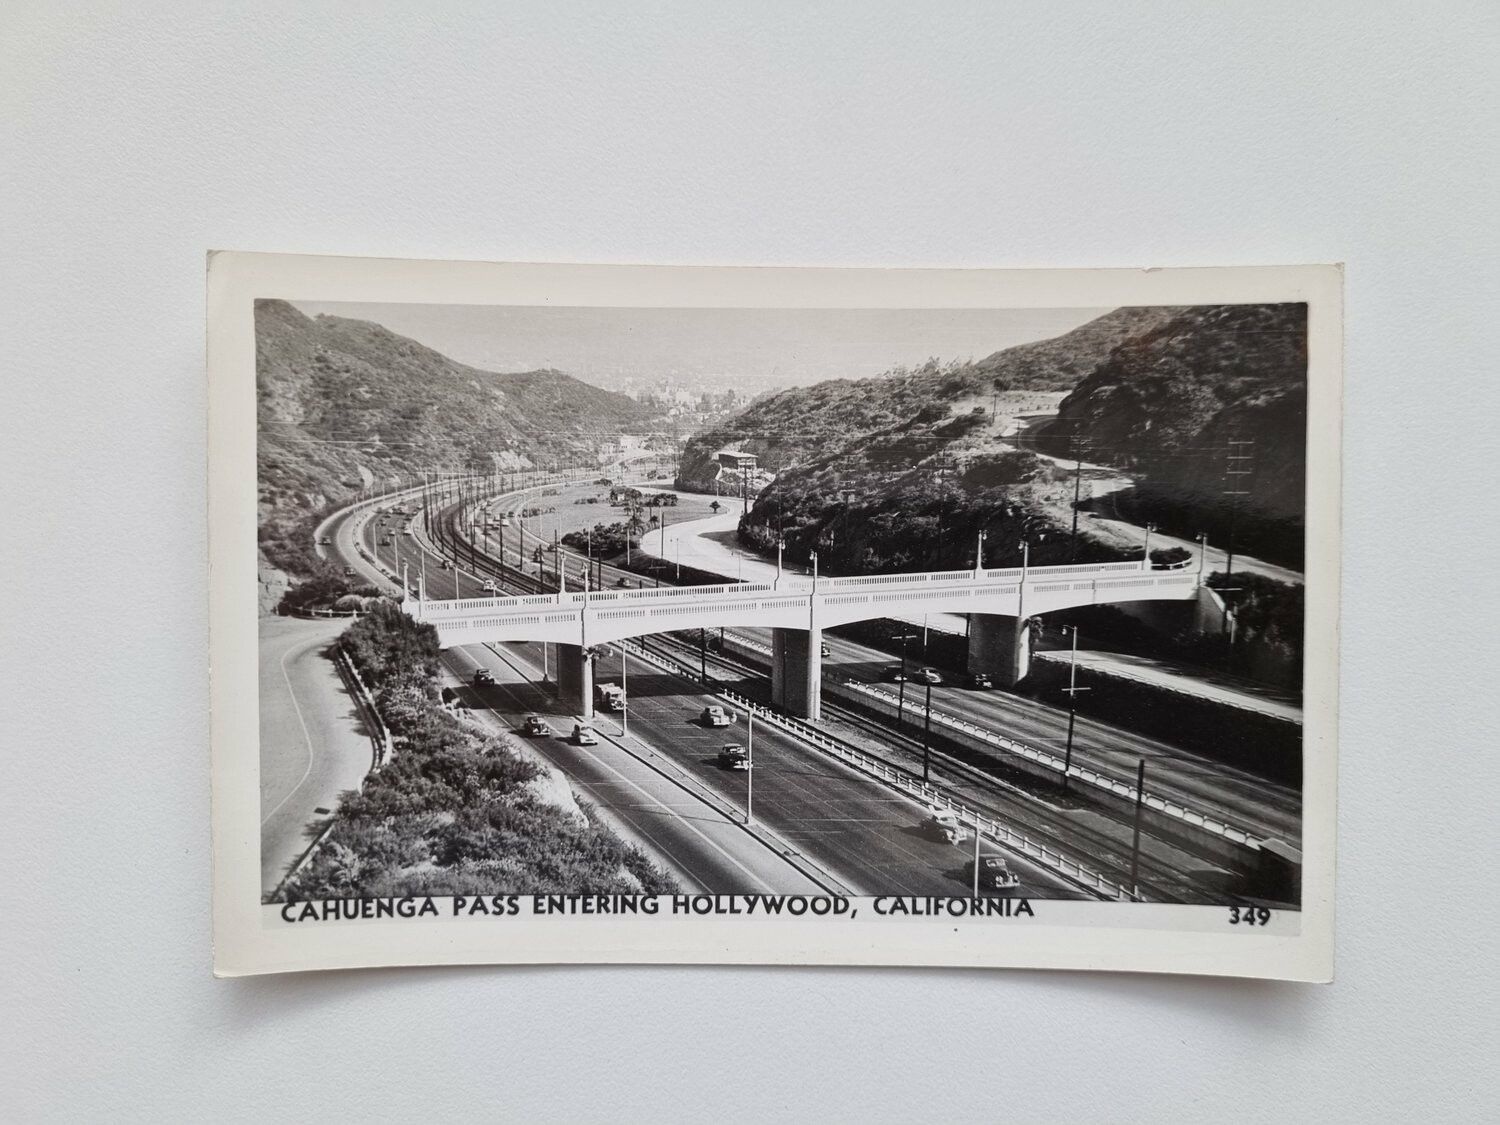 CAHUENGA PASS ENTERING HOLLYWOOD, CALIFORNIA 349